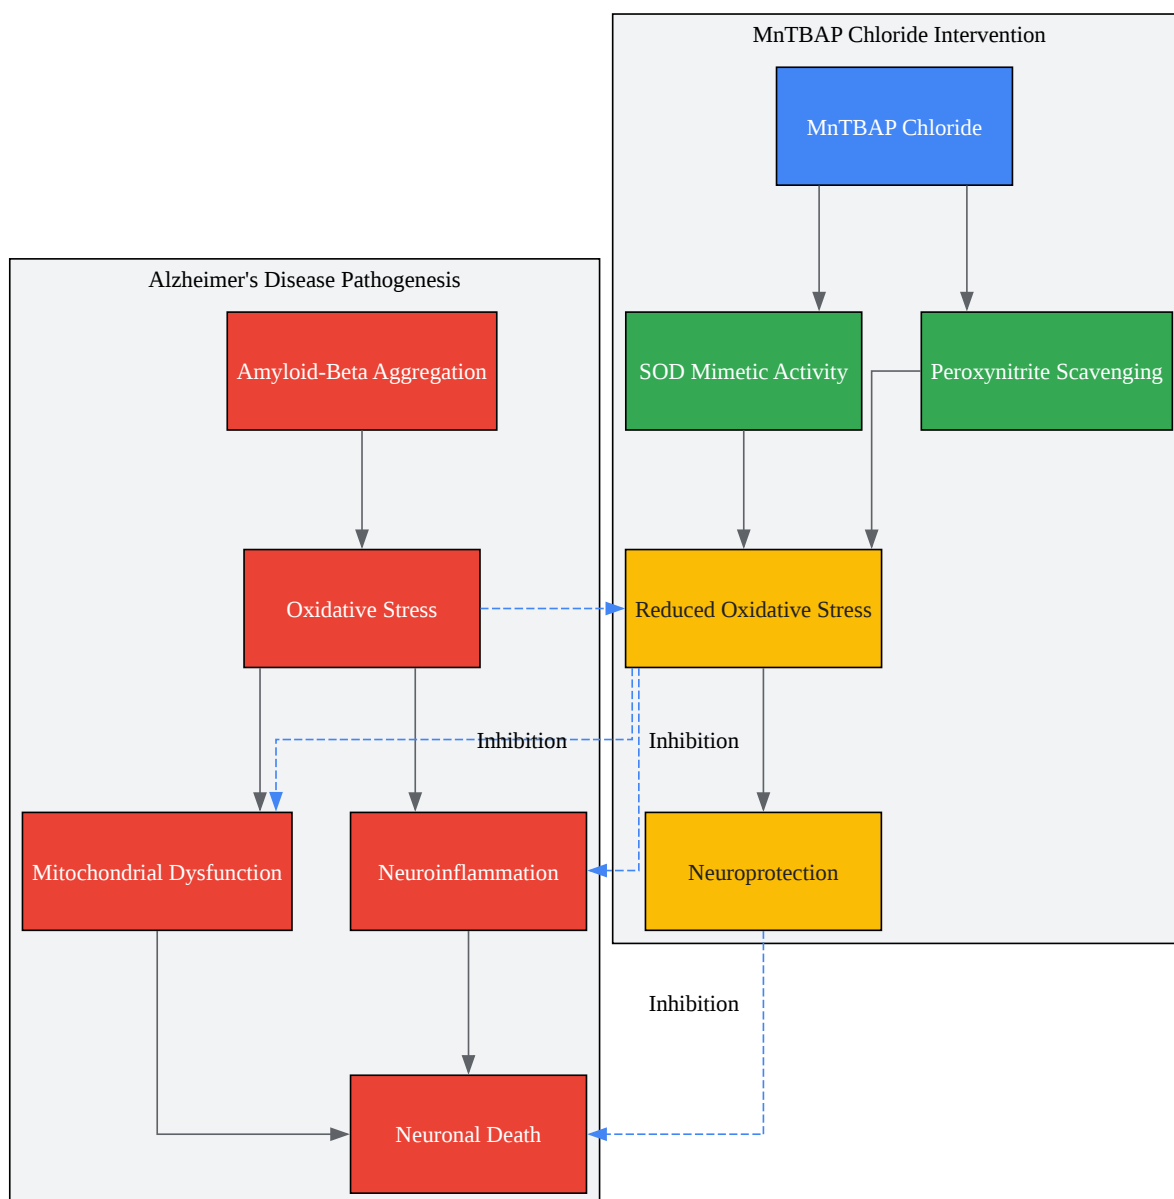 MnTBAP Chloride Intervention
MnTBAP Chloride
Alzheimer's Disease Pathogenesis
Amyloid-Beta Aggregation
SOD Mimetic Activity
Peroxynitrite Scavenging
Oxidative Stress
Reduced Oxidative Stress
Inhibition
Inhibition
Mitochondrial Dysfunction
Neuroinflammation
Neuroprotection
Inhibition
Neuronal Death